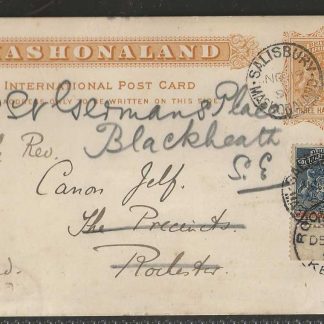 MASHONALAND
INTERNATIONAL POST CARD
ADDRESS ONLY TO BE WRITTEN ON THIS SIDE
SALISBURY
St Germans Place
Blackheath
S.E
Rev.
Canon Jelf.
The Precincts
Rochester